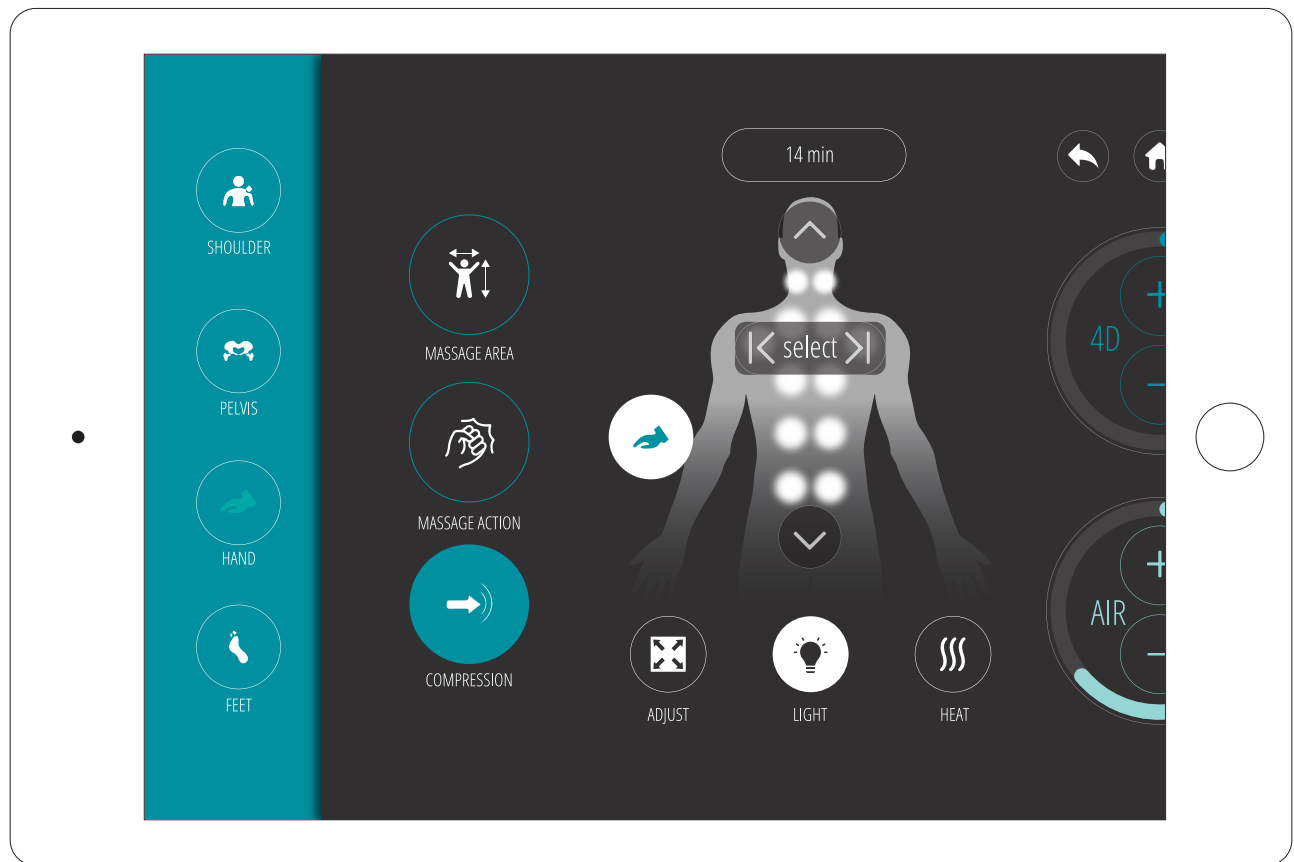 14 min
SHOULDER
PELVIS
HAND
FEET
MASSAGE AREA
MASSAGE ACTION
COMPRESSION
select
ADJUST
LIGHT
HEAT
4D
AIR